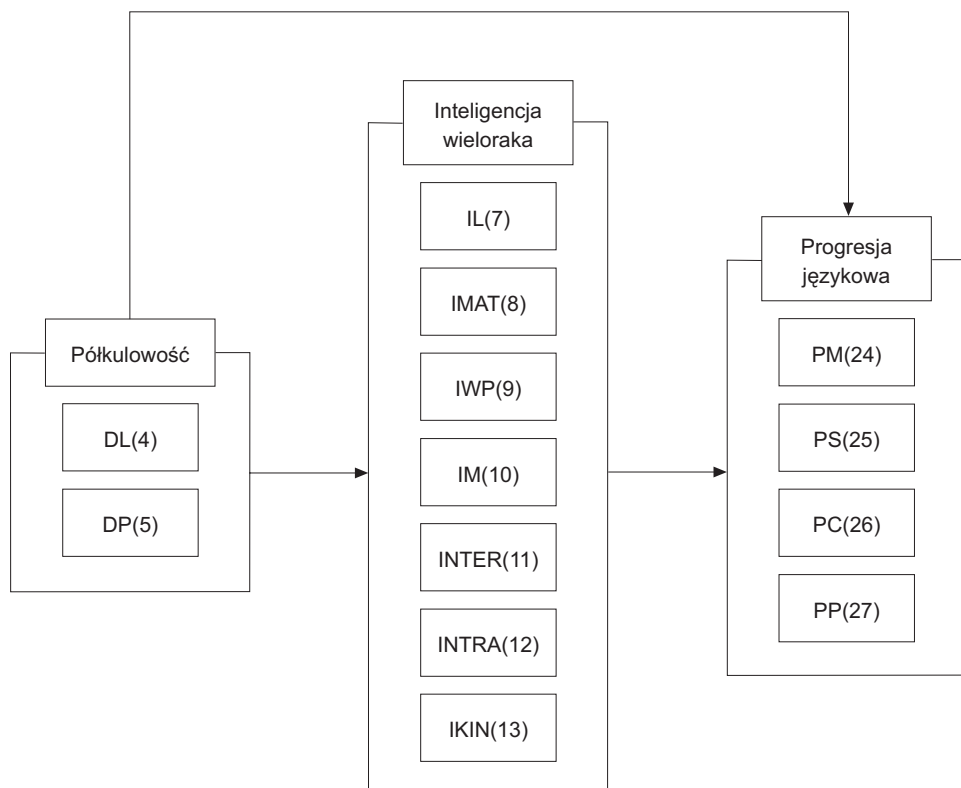 Inteligencja
wieloraka
IL(7)
IMAT(8)
IWP(9)
IM(10)
INTER(11)
INTRA(12)
IKIN(13)
Półkulowość
DL(4)
DP(5)
Progresja
językowa
PM(24)
PS(25)
PC(26)
PP(27)